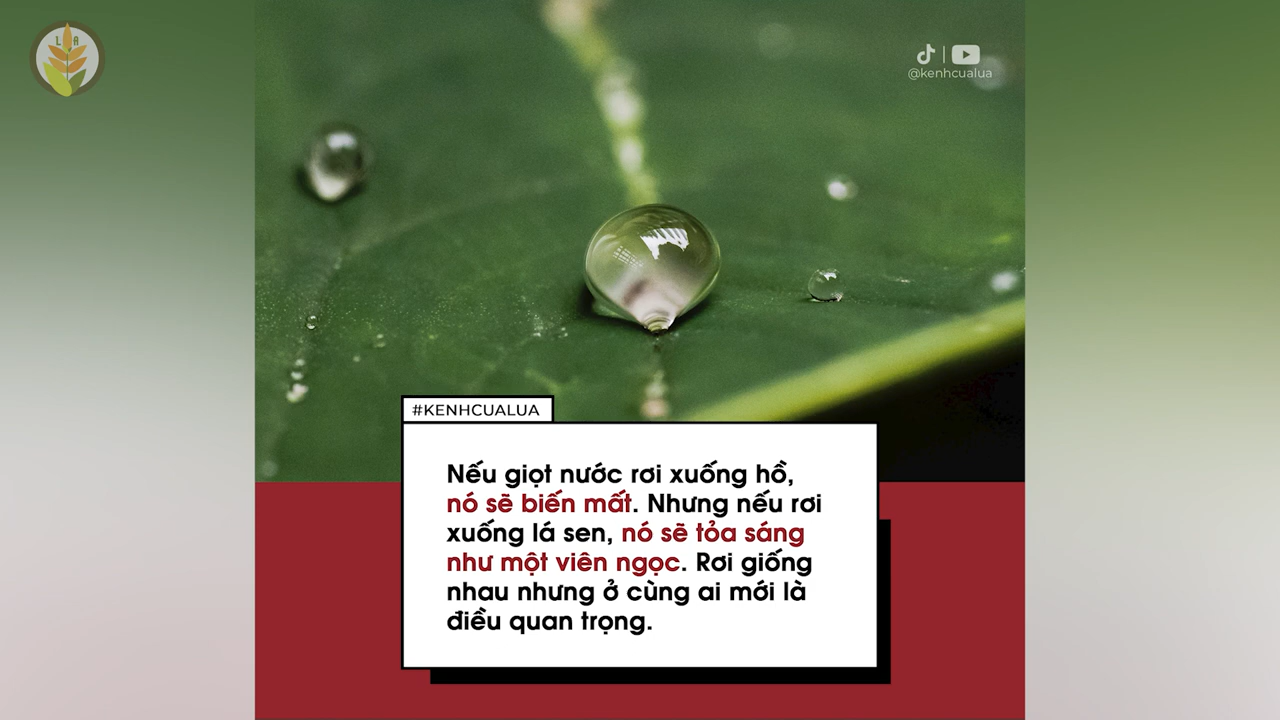 L A
@kenhcualua
#KENHCUALUA
Nếu giọt nước rơi xuống hồ,
nó sẽ biến mất. Nhưng nếu rơi
xuống lá sen, nó sẽ tỏa sáng
như một viên ngọc. Rơi giống
nhau nhưng ở cùng ai mới là
điều quan trọng.